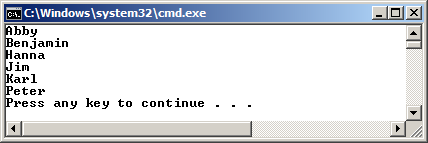 C:\Windows\system32\cmd.exe
Abby
Benjamin
Hanna
Jim
Karl
Peter
Press any key to continue . . .